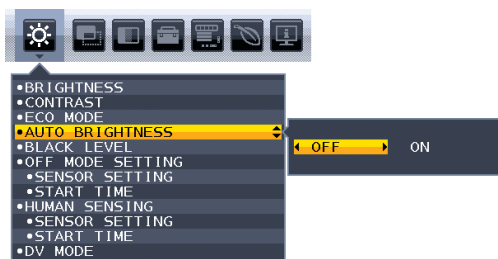 •BRIGHTNESS
•CONTRAST
•ECO MODE
•AUTO BRIGHTNESS
OFF ON
•BLACK LEVEL
•OFF MODE SETTING
•SENSOR SETTING
•START TIME
•HUMAN SENSING
•SENSOR SETTING
•START TIME
•DV MODE